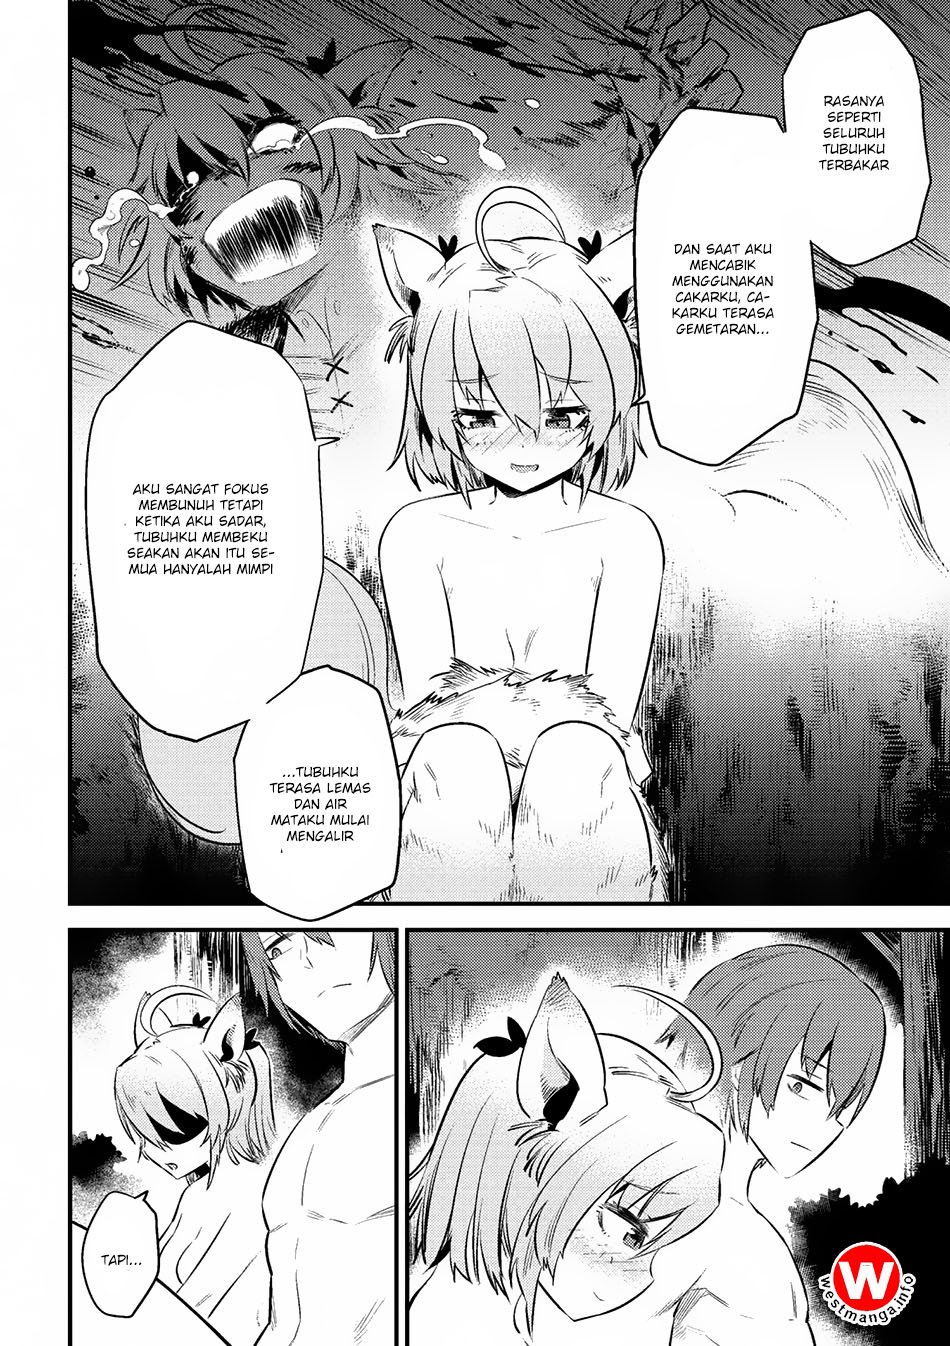 RASANYA
SEPERTI
SELURUH
TUBUHKU
TERBAKAR
DAN SAAT AKU
MENCABIK
MENGGUNAKAN
CAKARKU, CA-
KARKU TERASA
GEMETARAN...
AKU SANGAT FOKUS
MEMBUNUH TETAPI
KETIKA AKU SADAR,
TUBUHKU MEMBEKU
SEAKAN AKAN ITU SE-
MUA HANYALAH MIMPI
...TUBUHKU
TERASA LEMAS
DAN AIR
MATAKU MULAI
MENGALIR
TAPI...
W
westmanga.info